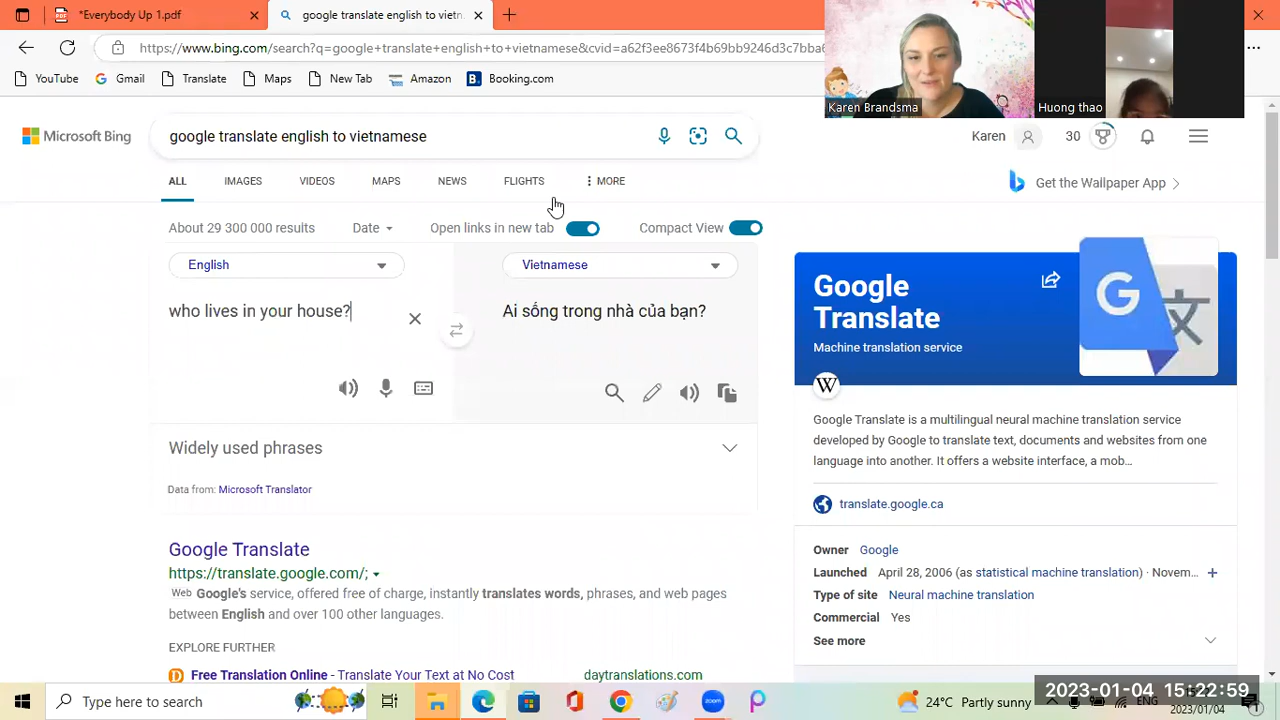 "Everybody Up 1.pdf
google translate english to vietn
https://www.bing.com/search?q=google+translate+english+to+vietnamese&cvid=a62f3ee8673f4b69bb9246d3c7bba6
YouTube
Gmail
Translate
Maps
New Tab
Amazon
Booking.com
Karen Brandsma
Huong thao
Microsoft Bing
google translate english to vietnamese
Karen
30
ALL
IMAGES
VIDEOS
MAPS
NEWS
FLIGHTS
MORE
Get the Wallpaper App
About 29 300 000 results
Date
Open links in new tab
Compact View
English
Vietnamese
who lives in your house?
Ai sống trong nhà của bạn?
Widely used phrases
Data from: Microsoft Translator
Google Translate
https://translate.google.com/;
Web Google's service, offered free of charge, instantly translates words, phrases, and web pages
between English and over 100 other languages.
EXPLORE FURTHER
Free Translation Online - Translate Your Text at No Cost
daytranslations.com
Google
Translate
Machine translation service
Google Translate is a multilingual neural machine translation service
developed by Google to translate text, documents and websites from one
language into another. It offers a website interface, a mob…
translate.google.ca
Owner Google
Launched April 28, 2006 (as statistical machine translation) · Novem…
Type of site Neural machine translation
Commercial Yes
See more
Type here to search
24°C Partly sunny
ENG
2023-01-04 15:22:59
2023/01/04